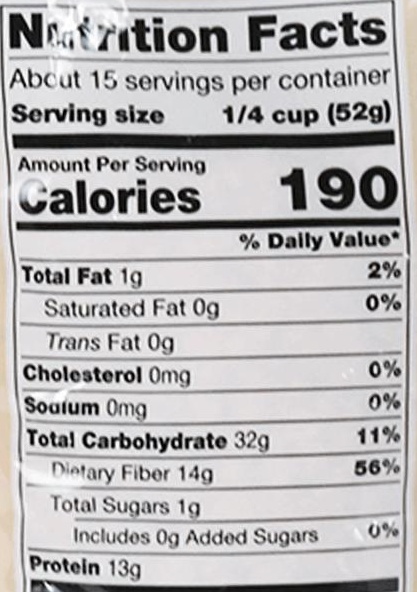 Nutrition Facts
About 15 servings per container
Serving size 1/4 cup (52g)
Amount Per Serving
Calories 190
% Daily Value*
Total Fat 1g 2%
Saturated Fat 0g 0%
Trans Fat 0g
Cholesterol 0mg 0%
Sodium 0mg 0%
Total Carbohydrate 32g 11%
Dietary Fiber 14g 56%
Total Sugars 1g
Includes 0g Added Sugars 0%
Protein 13g